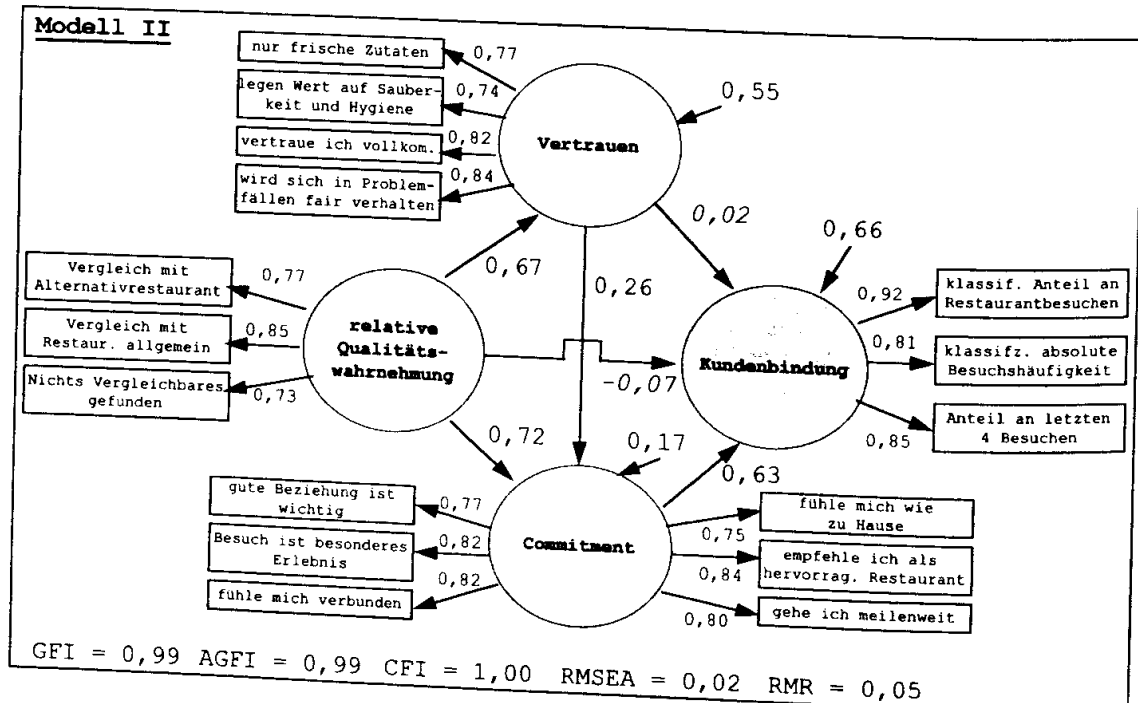 Modell II
nur frische Zutaten
0,77
legen Wert auf Sauber-
keit und Hygiene
0,74
vertraue ich vollkom.
0,82
wird sich in Problem-
fällen fair verhalten
0,84
Vertrauen
0,55
0,67
0,26
0,02
0,66
Vergleich mit
Alternativrestaurant
0,77
Vergleich mit
Restaur. allgemein
0,85
Nichts Vergleichbares
gefunden
0,73
relative
Qualitäts-
wahrnehmung
-0,07
Kundenbindung
0,92
klassif. Anteil an
Restaurantbesuchen
0,81
klassifz. absolute
Besuchshäufigkeit
0,85
Anteil an letzten
4 Besuchen
0,72
0,17
0,63
gute Beziehung ist
wichtig
0,77
Besuch ist besonderes
Erlebnis
0,82
fühle mich verbunden
0,82
Commitment
fühle mich wie
zu Hause
0,75
empfehle ich als
hervorrag. Restaurant
0,84
gehe ich meilenweit
0,80
GFI = 0,99 AGFI = 0,99 CFI = 1,00 RMSEA = 0,02 RMR = 0,05